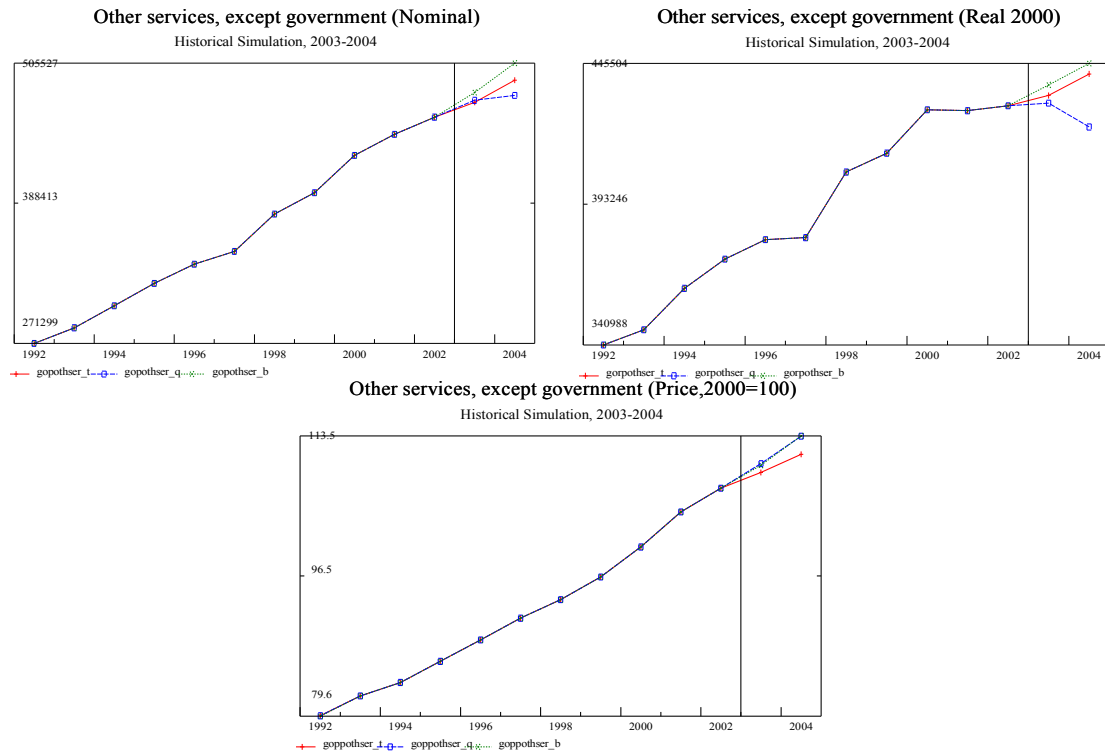 Other services, except government (Nominal)
Historical Simulation, 2003-2004
505527
388413
271299
1992 1994 1996 1998 2000 2002 2004
gopothser_t gopothser_q gopothser_b
Other services, except government (Real 2000)
Historical Simulation, 2003-2004
445504
393246
340988
1992 1994 1996 1998 2000 2002 2004
gorpothser_t gorpothser_q gorpothser_b
Other services, except government (Price,2000=100)
Historical Simulation, 2003-2004
113.5
96.5
79.6
1992 1994 1996 1998 2000 2002 2004
goppothser_t goppothser_q goppothser_b